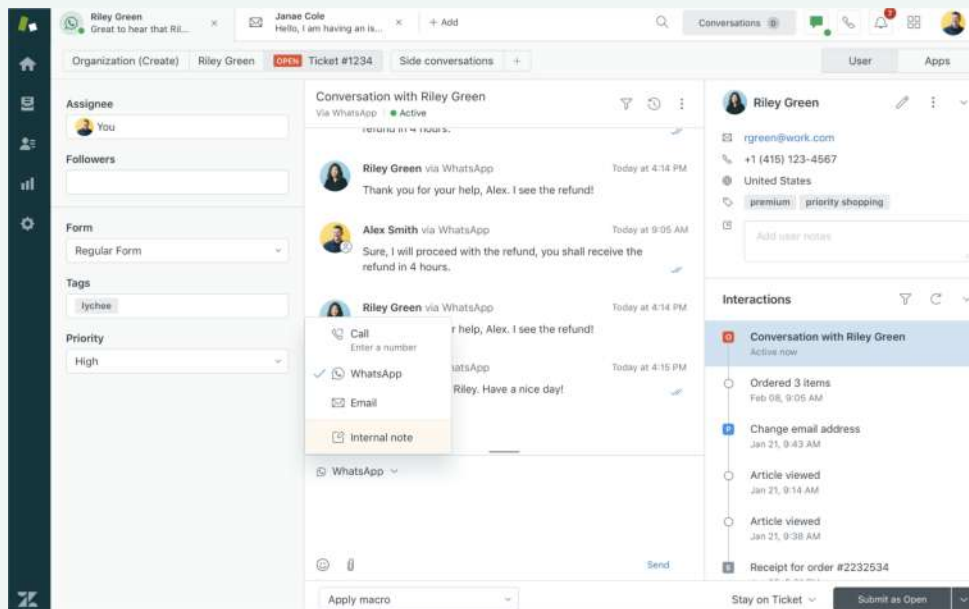 Riley Green
Great to hear that Ril...
Janae Cole
Hello, I am having an is...
+ Add
Conversations 0
Organization (Create)
Riley Green
OPEN Ticket #1234
Side conversations +
User
Apps
Assignee
You
Followers
Form
Regular Form
Tags
lychee
Priority
High
Conversation with Riley Green
Via WhatsApp
Active
refund in 4 hours.
Riley Green via WhatsApp Today at 4:14 PM
Thank you for your help, Alex. I see the refund!
Alex Smith via WhatsApp Today at 9:05 AM
Sure, I will proceed with the refund, you shall receive the
refund in 4 hours.
Riley Green via WhatsApp Today at 4:14 PM
r help, Alex. I see the refund!
atsApp Today at 4:15 PM
Riley. Have a nice day!
Call
Enter a number
WhatsApp
Email
Internal note
WhatsApp
Send
Apply macro
Stay on Ticket
Submit as Open
Riley Green
rgreen@work.com
+1 (415) 123-4567
United States
premium priority shopping
Add user notes
Interactions
Conversation with Riley Green
Active now
Ordered 3 items
Feb 08, 9:05 AM
Change email address
Jan 21, 9:43 AM
Article viewed
Jan 21, 9:14 AM
Article viewed
Jan 21, 9:38 AM
Receipt for order #2232534